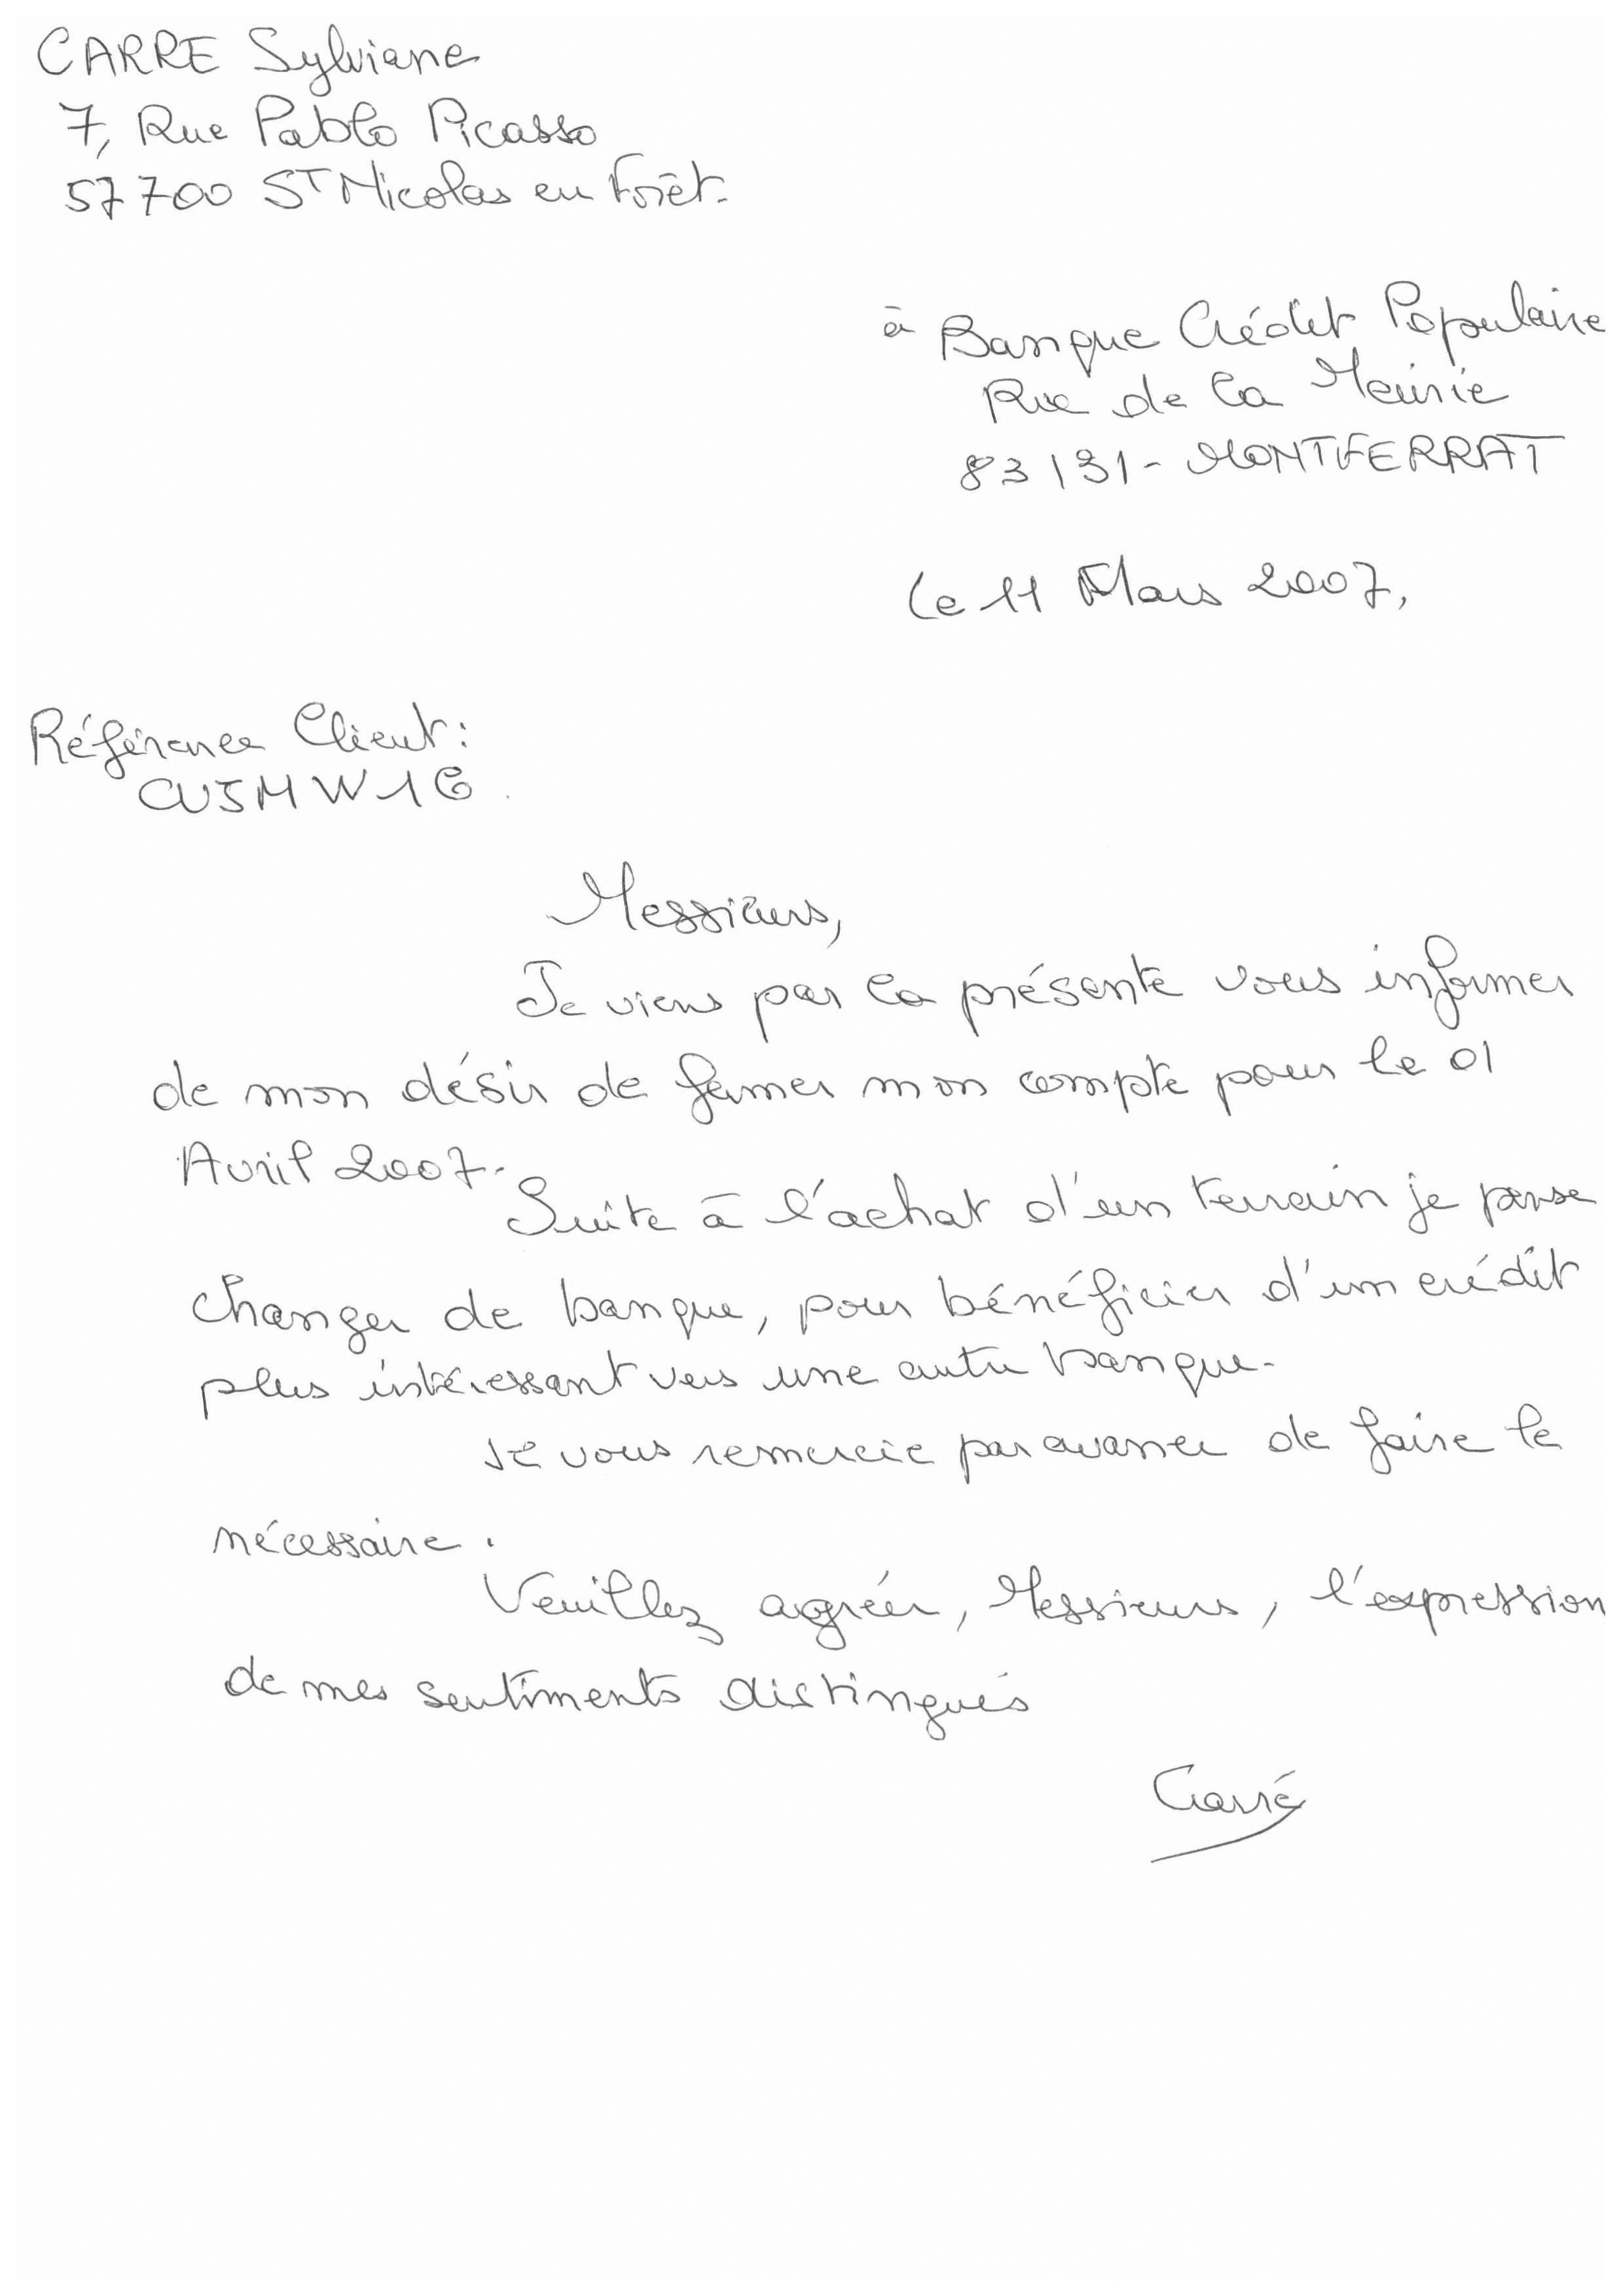 CARRE Sylviane
7, Rue Pablo Picasso
57700 ST Nicolas en Forêt.
à Banque Crédit Populaire
Rue de la Meurie
83131 - MONTFERRAT
Le 11 Mars 2007,
Référence Client:
CUSMW16
Messieurs,
Je viens par la présente vous informer
de mon désir de fermer mon compte pour le 01
Avril 2007.
Suite à l'achat d'un terrain je pense
changer de banque, pour bénéficier d'un crédit
plus intéressant vers une autre banque.
Je vous remercie par avance de faire le
nécessaire.
Veuillez agréer, Messieurs, l'expression
de mes sentiments distingués
Carré